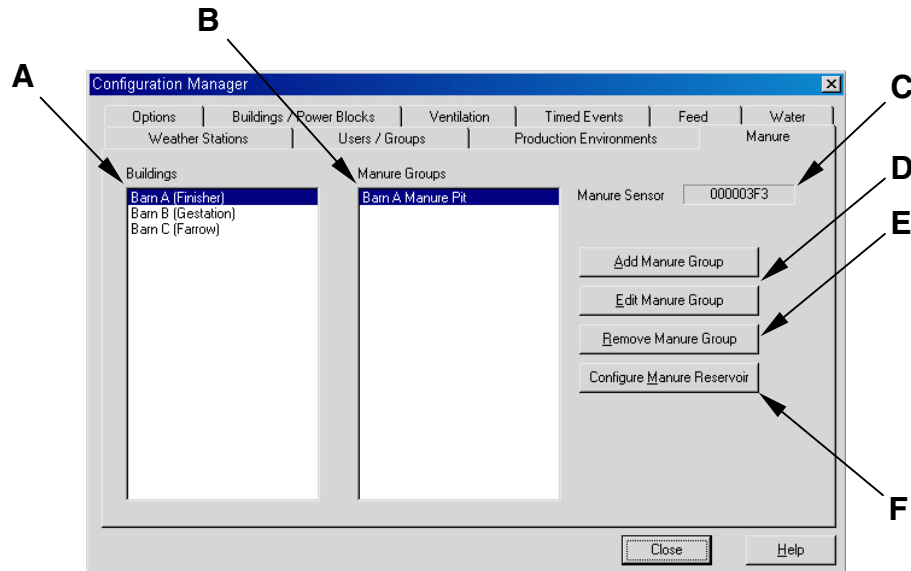 B
A
C
Configuration Manager
Options Buildings / Power Blocks Ventilation Timed Events Feed Water
Weather Stations Users / Groups Production Environments Manure
Buildings Manure Groups
Barn A (Finisher) Barn A Manure Pit Manure Sensor 000003F3
Barn B (Gestation)
Barn C (Farrow)
D
E
Add Manure Group
Edit Manure Group
Remove Manure Group
Configure Manure Reservoir
F
Close Help